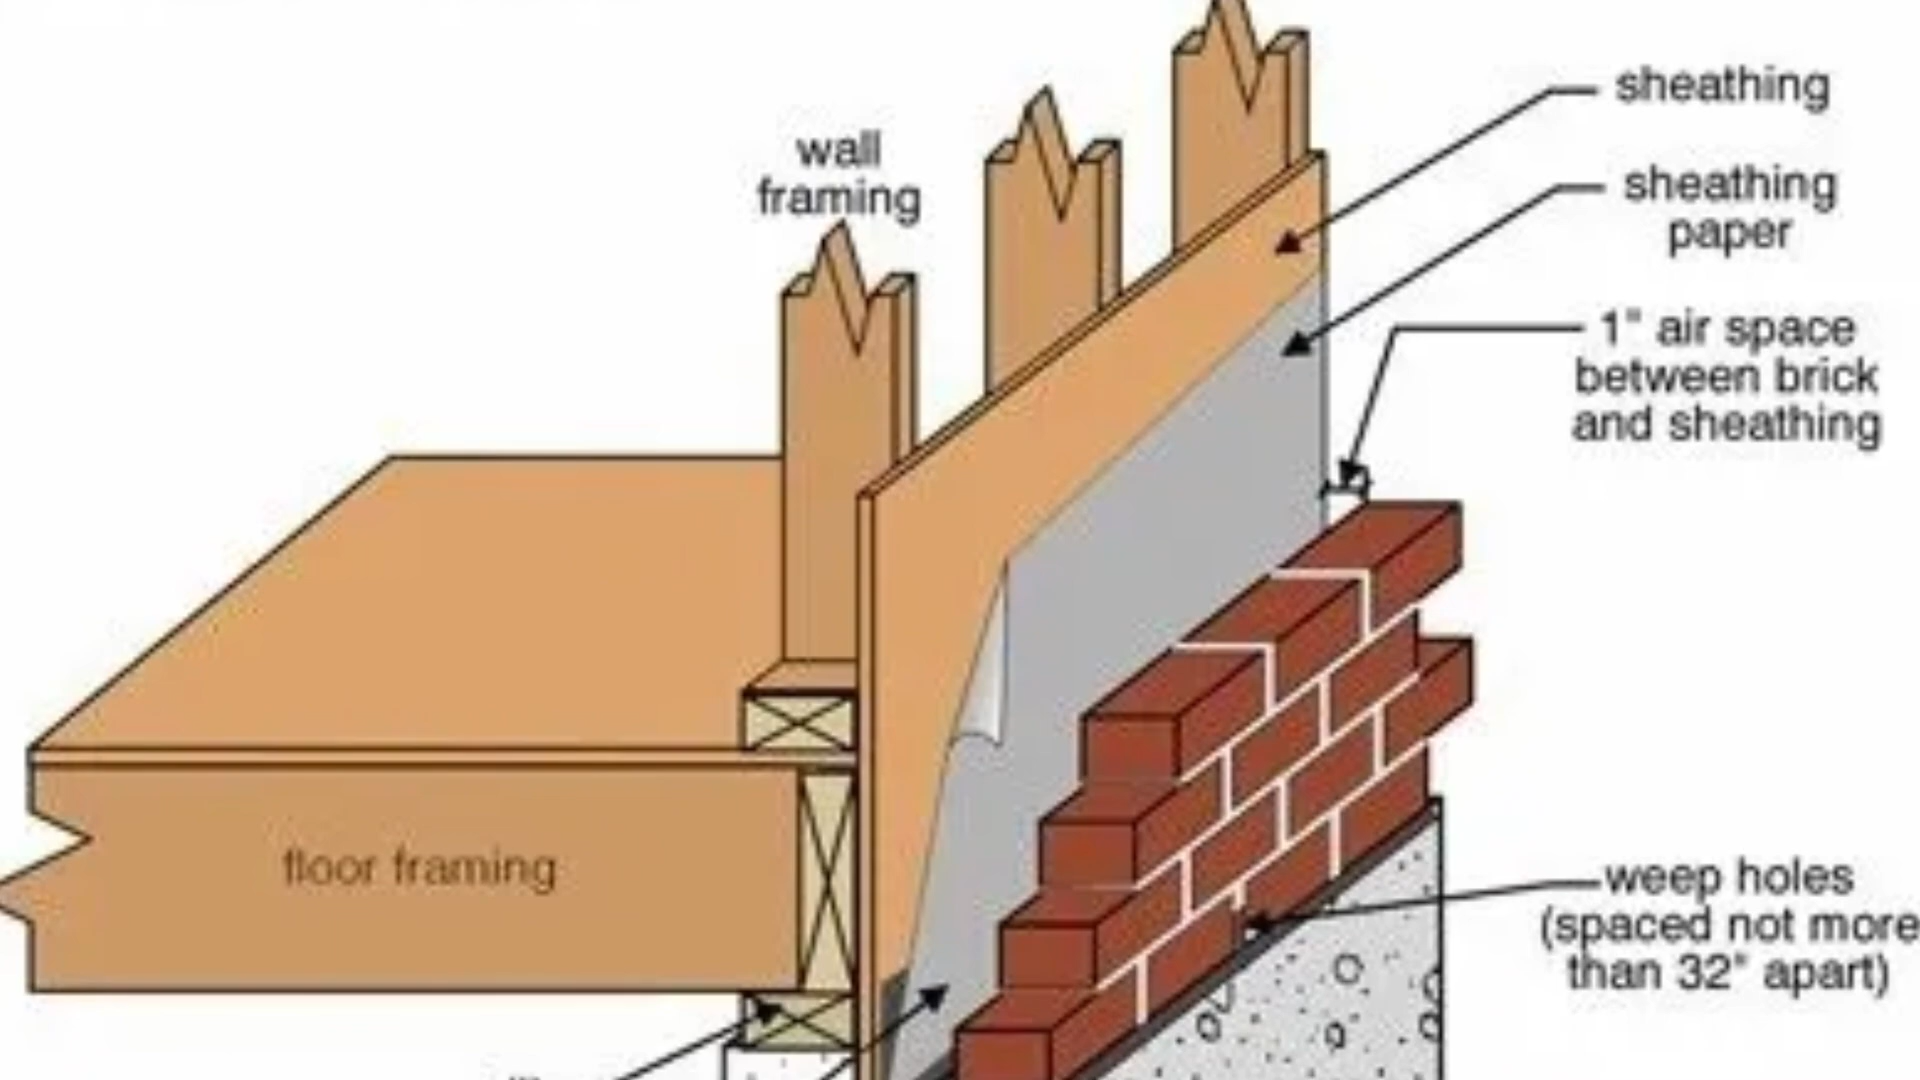 sheathing
wall
framing
sheathing
paper
1" air space
between brick
and sheathing
floor framing
weep holes
(spaced not more
than 32" apart)